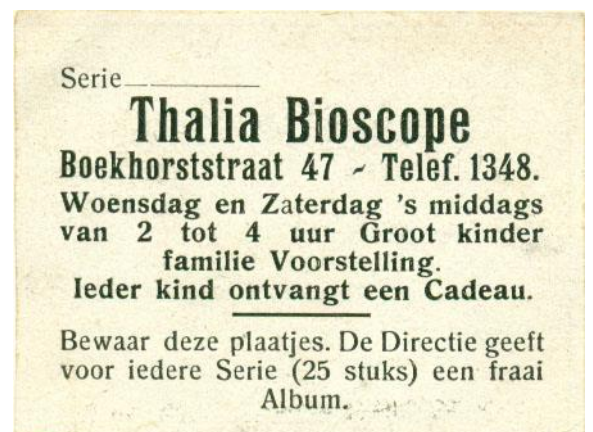 Serie
Thalia Bioscope
Boekhorststraat 47 - Telef. 1348.
Woensdag en Zaterdag 's middags
van 2 tot 4 uur Groot kinder
familie Voorstelling.
Ieder kind ontvangt een Cadeau.
Bewaar deze plaatjes. De Directie geeft
voor iedere Serie (25 stuks) een fraai
Album.